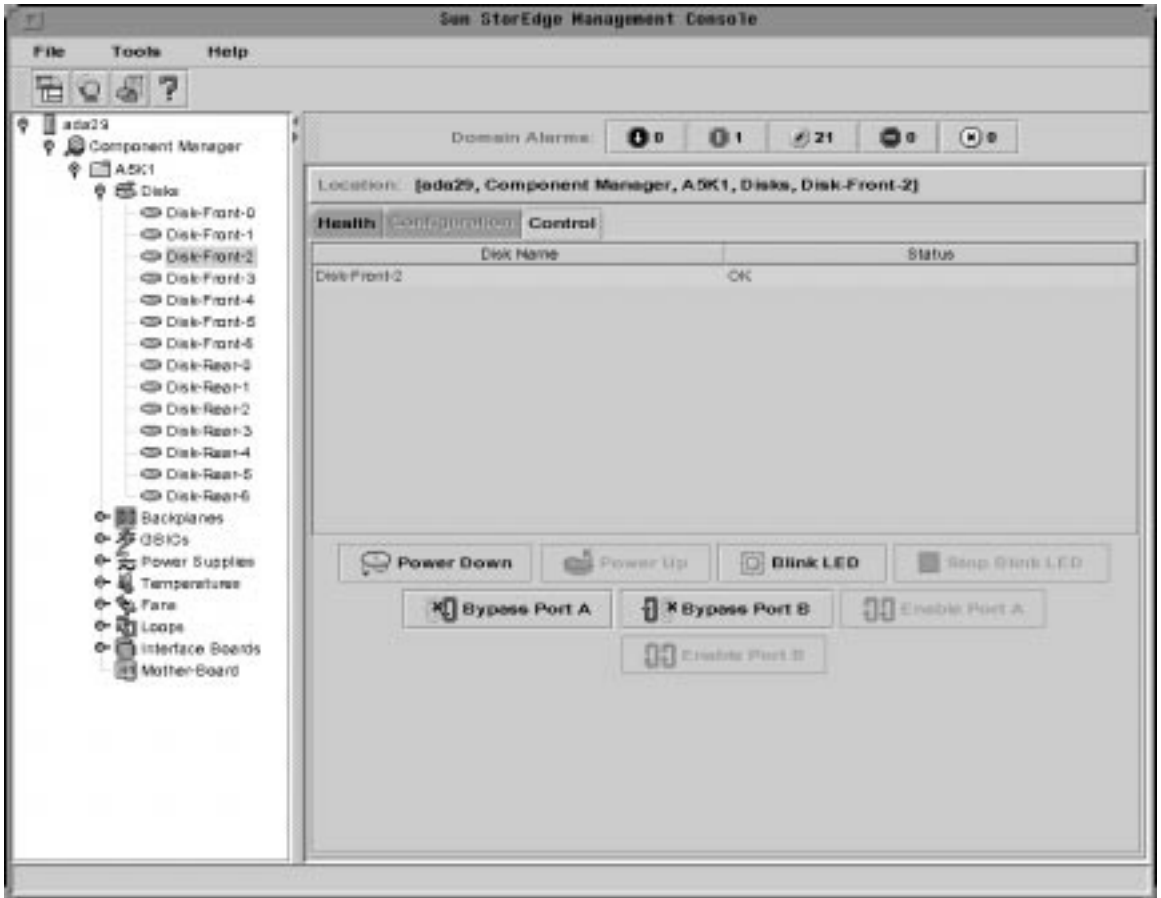 Sun StorEdge Management Console
File Tools Help
ada29
Component Manager
A5K1
Disks
Disk-Front-0
Disk-Front-1
Disk-Front-2
Disk-Front-3
Disk-Front-4
Disk-Front-5
Disk-Front-6
Disk-Rear-0
Disk-Rear-1
Disk-Rear-2
Disk-Rear-3
Disk-Rear-4
Disk-Rear-5
Disk-Rear-6
Backplanes
GBICs
Power Supplies
Temperatures
Fans
Loops
Interface Boards
Mother-Board
Domain Alarms: 0 1 21 0 0
Location: [ada29, Component Manager, A5K1, Disks, Disk-Front-2]
Health Configuration Control
Disk Name Status
Disk-Front-2 OK
Power Down Power Up Blink LED Stop Blink LED
Bypass Port A Bypass Port B Enable Port A
Enable Port B